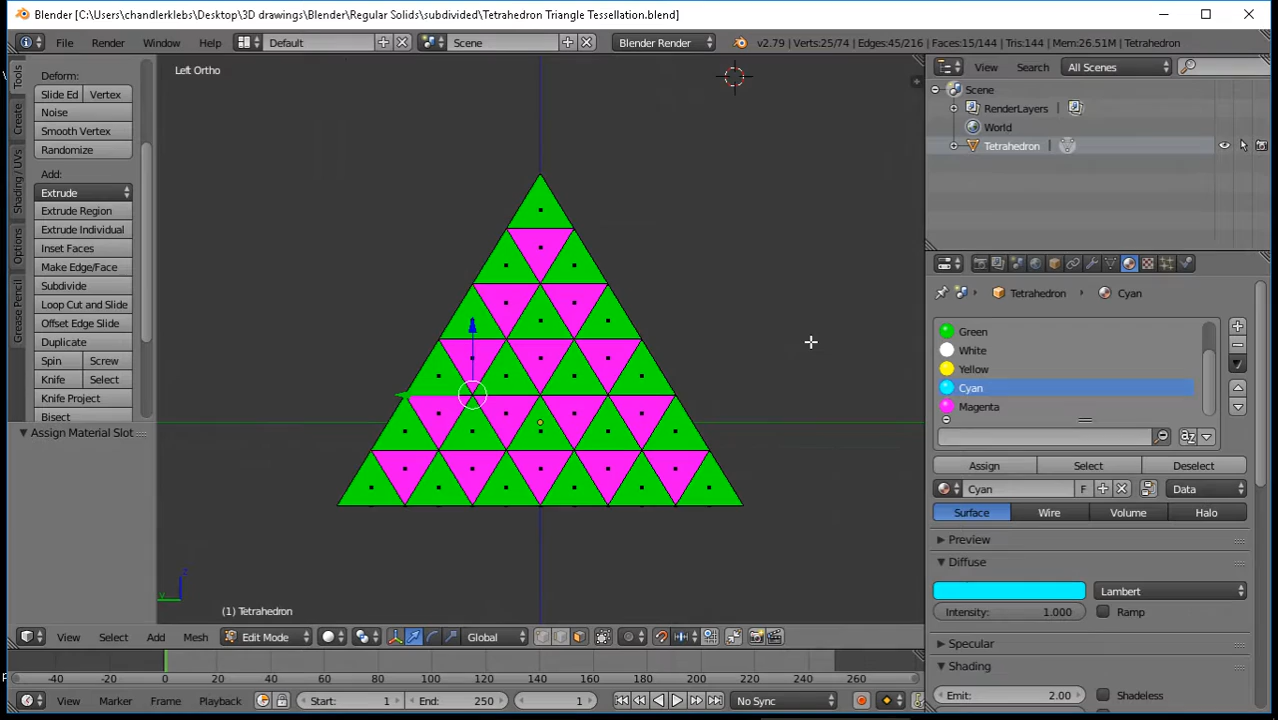 Blender [C:\Users\chandlerklebs\Desktop\3D drawings\Blender\Regular Solids\subdivided\Tetrahedron Triangle Tessellation.blend]
File Render Window Help Default Scene Blender Render v2.79 | Verts:25/74 | Edges:45/216 | Faces:15/144 | Tris:144 | Mem:26.51M | Tetrahedron
Tools
Create
Shading / UVs
Options
Grease Pencil
Deform:
Slide Ed Vertex
Noise
Smooth Vertex
Randomize
Add:
Extrude
Extrude Region
Extrude Individual
Inset Faces
Make Edge/Face
Subdivide
Loop Cut and Slide
Offset Edge Slide
Duplicate
Spin Screw
Knife Select
Knife Project
Bisect
Assign Material Slot
Left Ortho
z
y
(1) Tetrahedron
View Search All Scenes
Scene
RenderLayers
World
Tetrahedron
Tetrahedron Cyan
Green
White
Yellow
Cyan
Magenta
Assign Select Deselect
Cyan F Data
Surface Wire Volume Halo
Preview
Diffuse
Lambert
Intensity: 1.000 Ramp
Specular
Shading
Emit: 2.00 Shadeless
View Select Add Mesh Edit Mode Global
-40 -20 0 20 40 60 80 100 120 140 160 180 200 220 240 260
View Marker Frame Playback Start: 1 End: 250 1 No Sync